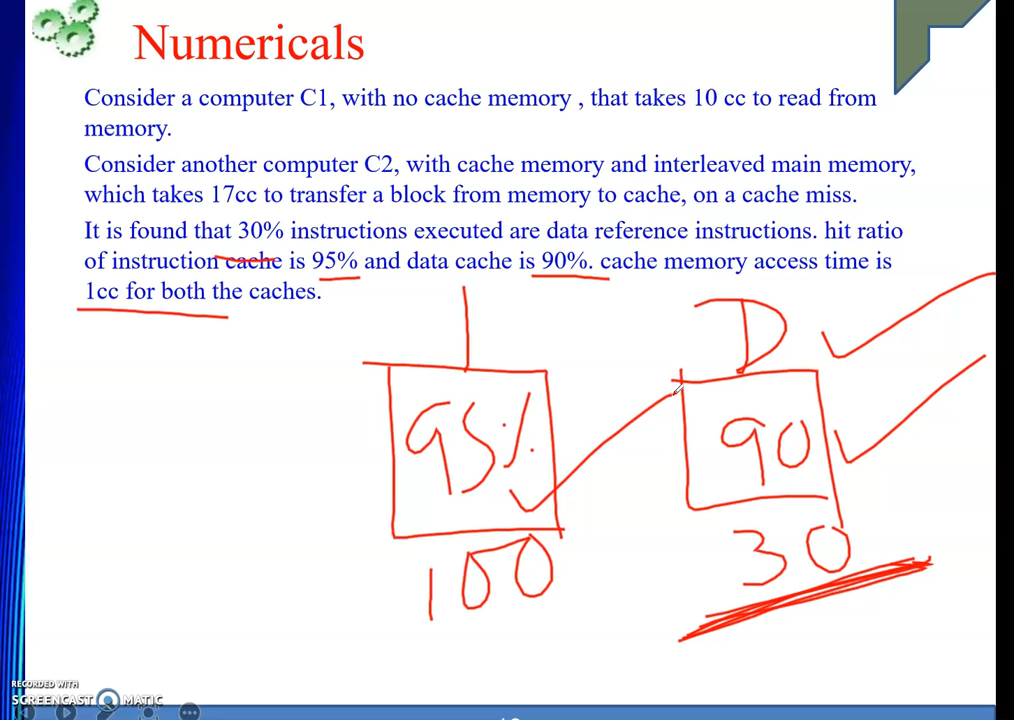 Numericals
Consider a computer C1, with no cache memory , that takes 10 cc to read from
memory.
Consider another computer C2, with cache memory and interleaved main memory,
which takes 17cc to transfer a block from memory to cache, on a cache miss.
It is found that 30% instructions executed are data reference instructions. hit ratio
of instruction cache is 95% and data cache is 90%. cache memory access time is
1cc for both the caches.
I D
95% 90
100 30
RECORDED WITH
SCREENCAST MATIC